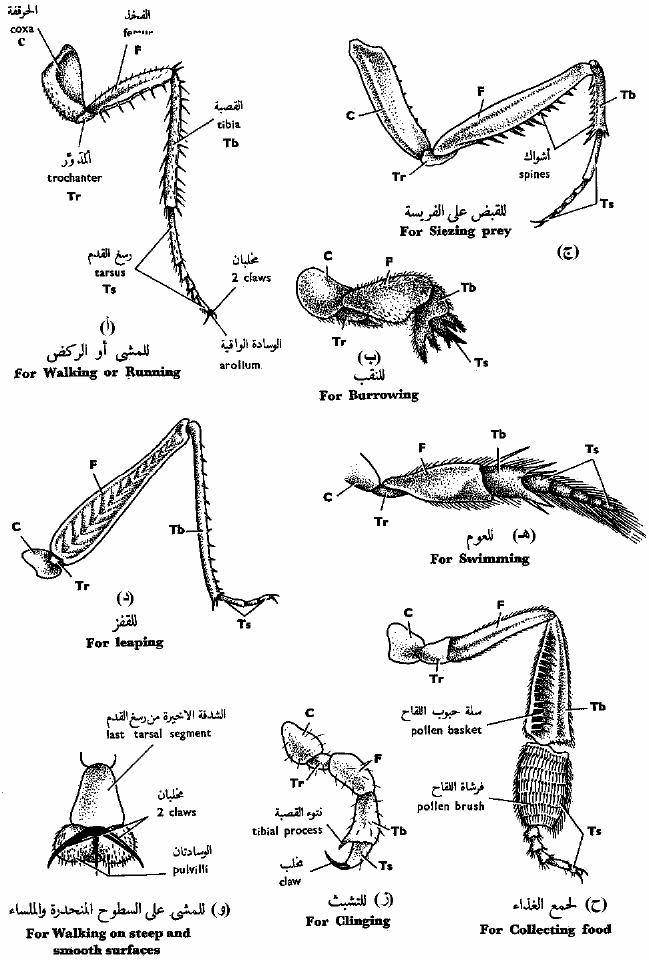 الحرقفة
coxa
C
الفخذ
femur
F
القصبة
tibia
Tb
المدور
trochanter
Tr
رسغ القدم
tarsus
Ts
مخلبان
2 claws
الوسادة الواقية
arolium
(أ)
للمشى أو الركض
For Walking or Running
C
F
Tb
Tr
أشواك
spines
Ts
للقبض على الفريسة
For Siezing prey
(ج)
C
F
Tb
Tr
Ts
(ب)
للنقب
For Burrowing
F
C
Tb
Tr
Ts
(د)
للقفز
For leaping
Tb
F
Ts
C
Tr
(هـ) للعوم
For Swimming
الشدفة الاخيرة من رسغ القدم
last tarsal segment
مخلبان
2 claws
الوسادتان
pulvilli
(و) للمشى على السطوح المنحدرة والملساء
For Walking on steep and
smooth surfaces
C
F
Tr
نتوء القصبة
tibial process
Tb
مخلب
claw
Ts
(ز) للتشبث
For Clinging
C
F
Tr
سلة حبوب اللقاح
pollen basket
Tb
فرشاة اللقاح
pollen brush
Ts
(ح) لجمع الغذاء
For Collecting food